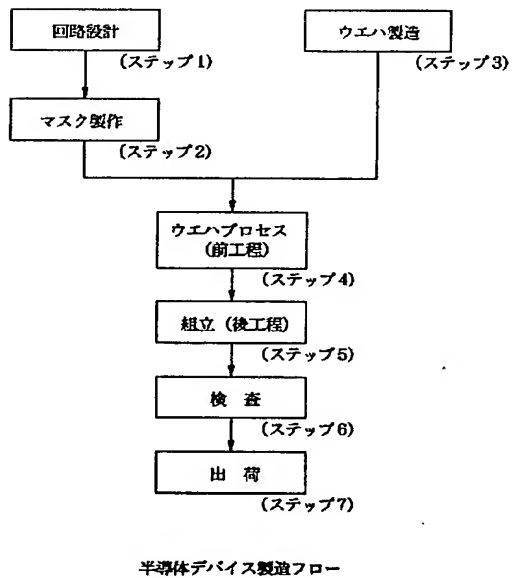 回路設計
(ステップ1)
マスク製作
(ステップ2)
ウエハ製造
(ステップ3)
ウエハプロセス
(前工程)
(ステップ4)
組立(後工程)
(ステップ5)
検 査
(ステップ6)
出 荷
(ステップ7)
半導体デバイス製造フロー